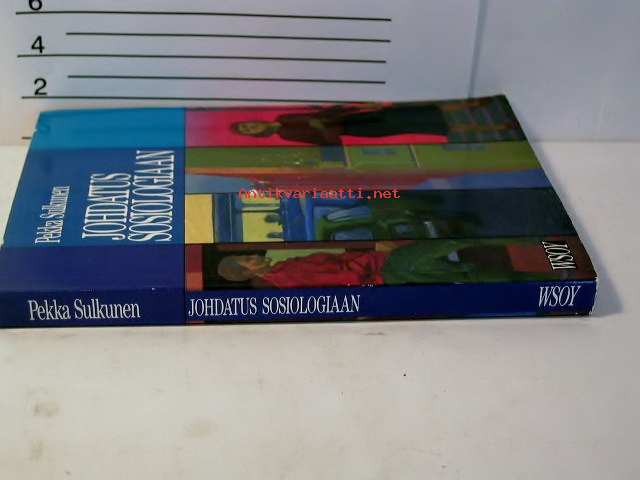 6
4
2
Pekka Sulkunen
JOHDATUS
SOSIOLOGIAAN
WSOY
Antikvariaatti.net
Pekka Sulkunen
JOHDATUS SOSIOLOGIAAN
WSOY